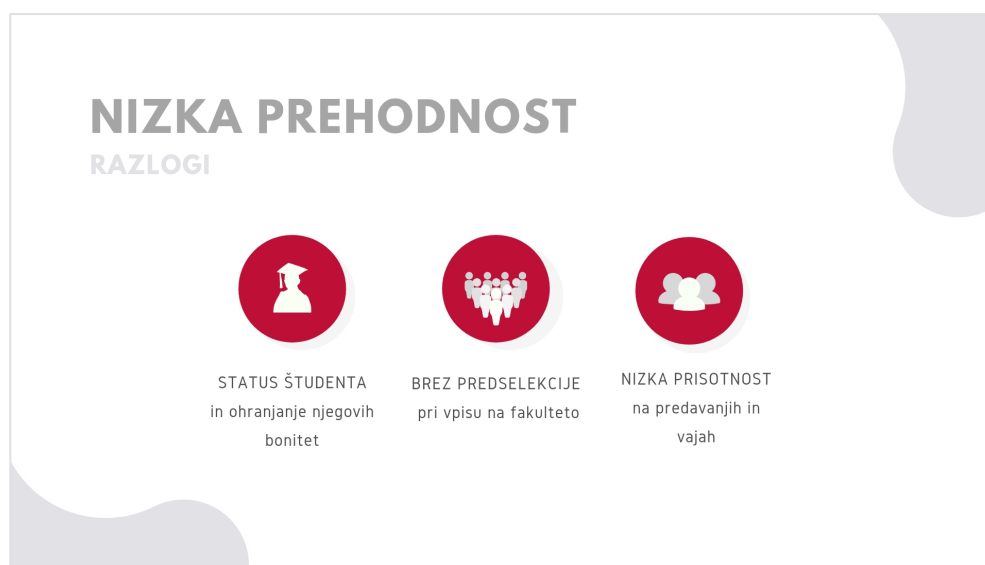 NIZKA PREHODNOST
RAZLOGI
STATUS ŠTUDENTA
in ohranjanje njegovih
bonitet
BREZ PREDSELEKCIJE
pri vpisu na fakulteto
NIZKA PRISOTNOST
na predavanjih in
vajah